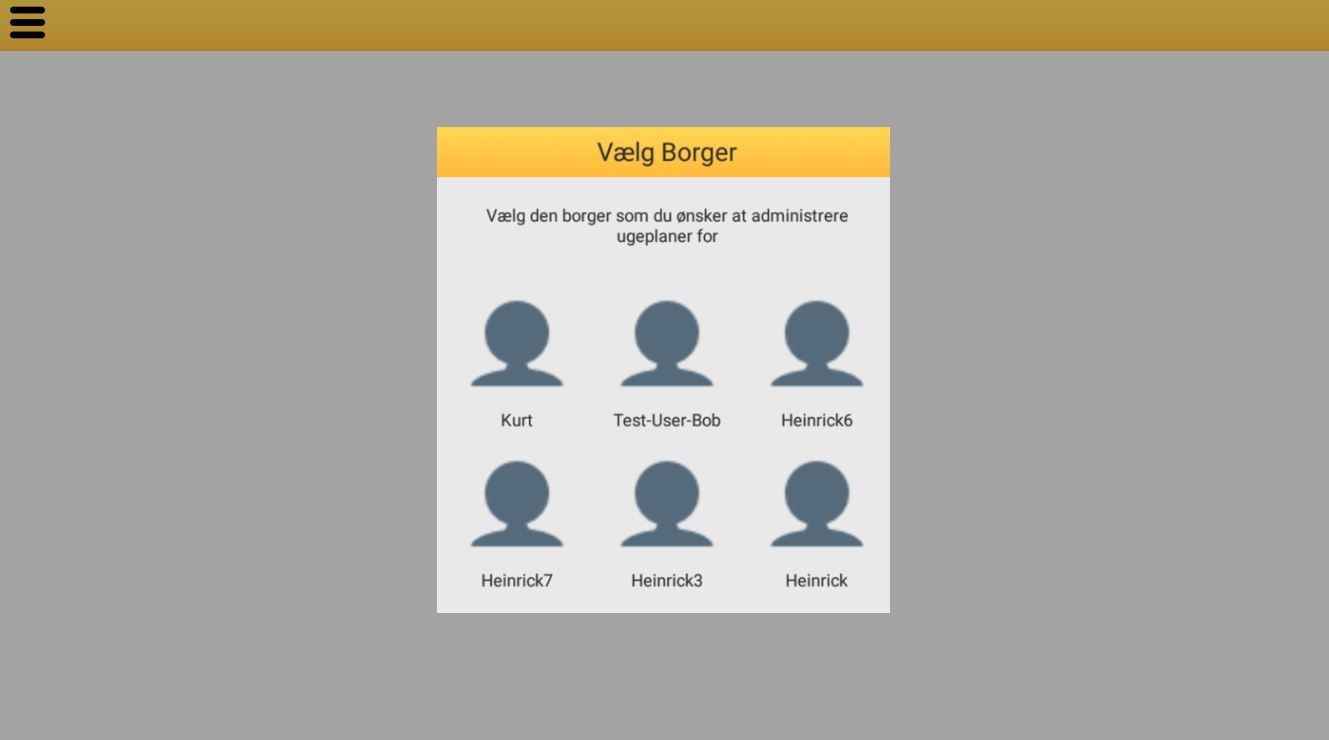 Vælg Borger
Vælg den borger som du ønsker at administrere
ugeplaner for
Kurt
Test-User-Bob
Heinrick6
Heinrick7
Heinrick3
Heinrick